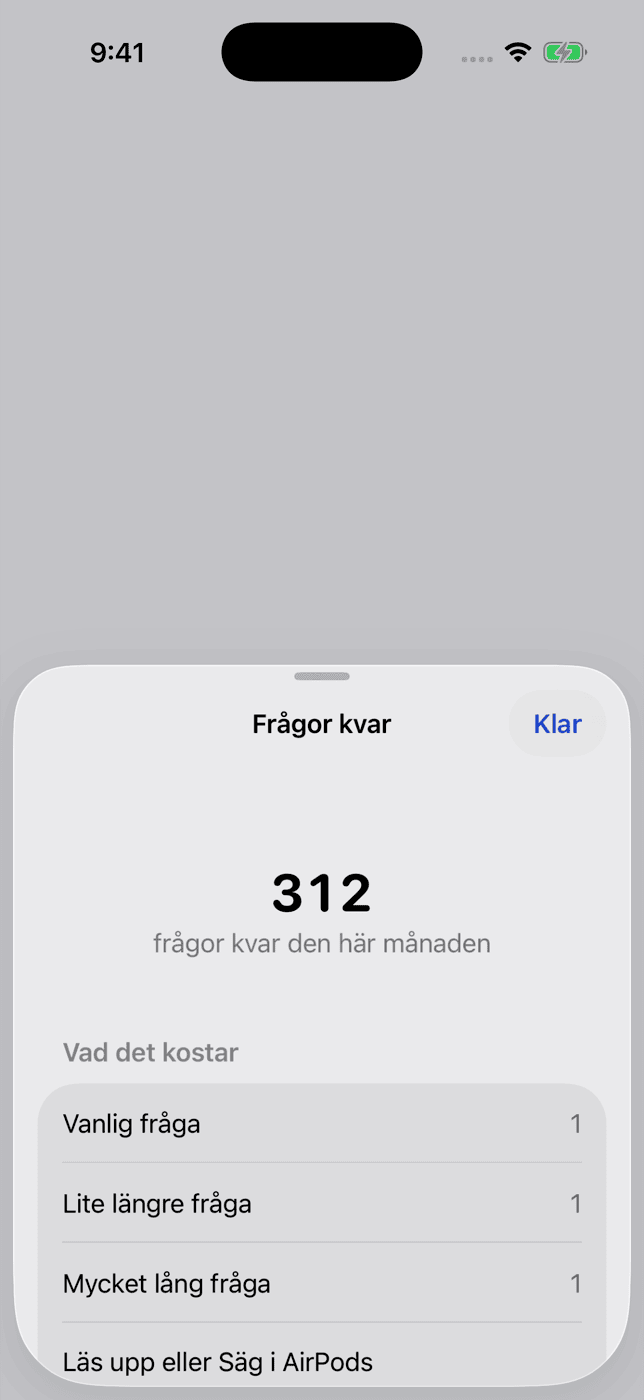 9:41
Frågor kvar
Klar
312
frågor kvar den här månaden
Vad det kostar
Vanlig fråga 1
Lite längre fråga 1
Mycket lång fråga 1
Läs upp eller Säg i AirPods